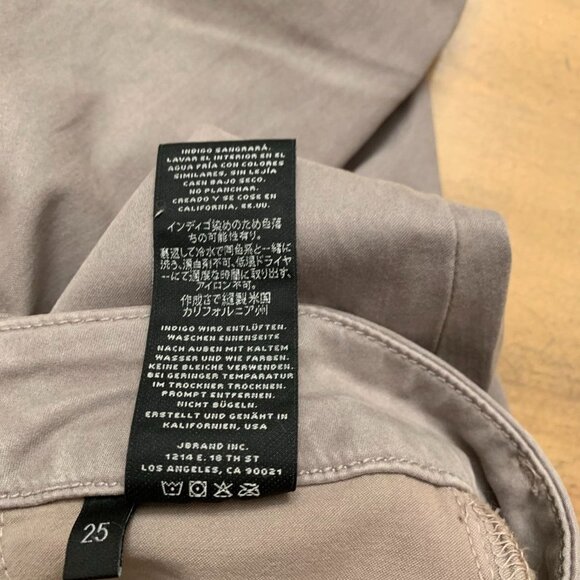 INDIGO SANGRARÁ.
LAVAR EL INTERIOR EN EL
AGUA FRÍA CON COLORES
SIMILARES, SIN LEJÍA
CAEN BAJO SECO.
NO PLANCHAR.
CREADO Y SE COSE EN
CALIFORNIA, EE.UU.
インディゴ染めのため色落
ちの可能性有り。
裏返して冷水で同色系と一緒に
洗う、漂白剤不可、低温ドライヤ
ーにて適度な時間に取り出す、
アイロン不可。
作成さで縫製米国
カリフォルニア州
INDIGO WIRD ENTLÜFTEN.
WASCHEN EINNENSEITE
NACH AUßEN MIT KALTEM
WASSER UND WIE FARBEN.
KEINE BLEICHE VERWENDEN.
BEI GERINGER TEMPARATUR
IM TROCKNER TROCKNEN.
PROMPT ENTFERNEN.
NICHT BÜGELN.
ERSTELLT UND GENÄHT IN
KALIFORNIEN, USA
JBRAND INC.
1214 E. 18 TH ST
LOS ANGELES, CA 90021
25